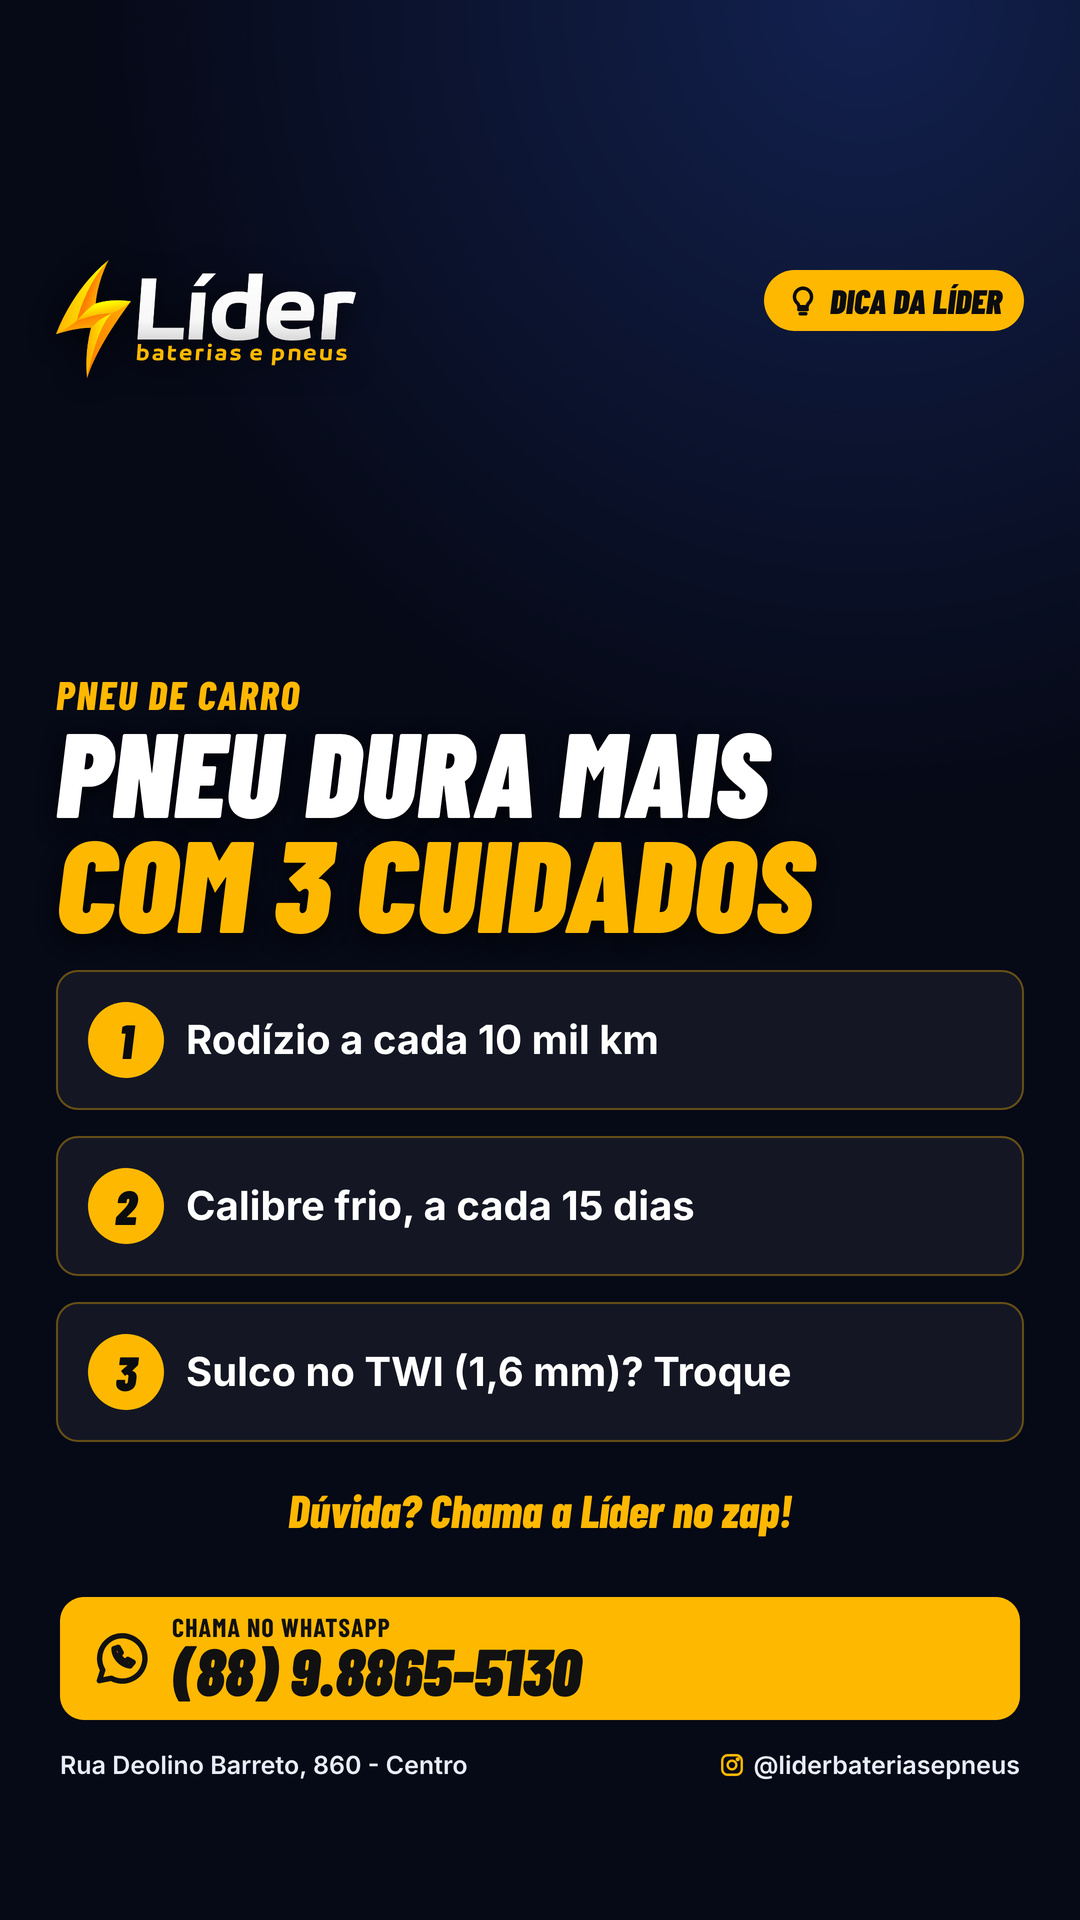 Líder
baterias e pneus
DICA DA LÍDER
PNEU DE CARRO
PNEU DURA MAIS
COM 3 CUIDADOS
1 Rodízio a cada 10 mil km
2 Calibre frio, a cada 15 dias
3 Sulco no TWI (1,6 mm)? Troque
Dúvida? Chama a Líder no zap!
CHAMA NO WHATSAPP
(88) 9.8865-5130
Rua Deolino Barreto, 860 - Centro
@liderbateriasepneus